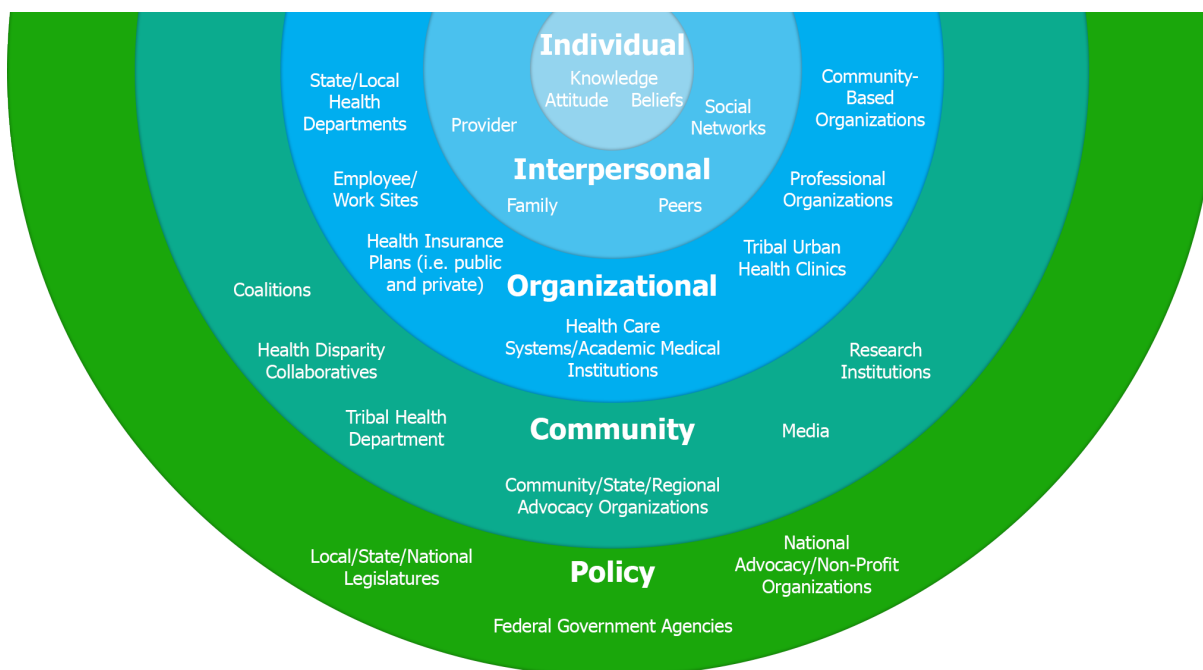 Individual
Knowledge
Attitude
Beliefs
Provider
Social
Networks
Interpersonal
Family
Peers
State/Local
Health
Departments
Community-
Based
Organizations
Employee/
Work Sites
Professional
Organizations
Health Insurance
Plans (i.e. public
and private)
Tribal Urban
Health Clinics
Organizational
Health Care
Systems/Academic Medical
Institutions
Coalitions
Health Disparity
Collaboratives
Research
Institutions
Tribal Health
Department
Community
Media
Community/State/Regional
Advocacy Organizations
Local/State/National
Legislatures
Policy
National
Advocacy/Non-Profit
Organizations
Federal Government Agencies